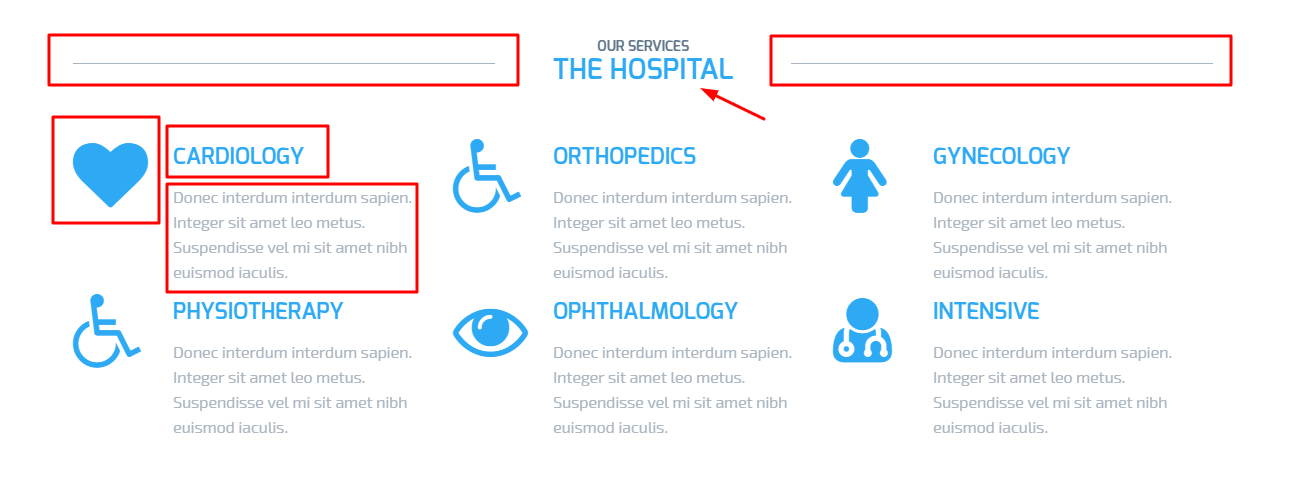 OUR SERVICES
THE HOSPITAL
CARDIOLOGY
Donec interdum interdum sapien.
Integer sit amet leo metus.
Suspendisse vel mi sit amet nibh
euismod iaculis.
ORTHOPEDICS
Donec interdum interdum sapien.
Integer sit amet leo metus.
Suspendisse vel mi sit amet nibh
euismod iaculis.
GYNECOLOGY
Donec interdum interdum sapien.
Integer sit amet leo metus.
Suspendisse vel mi sit amet nibh
euismod iaculis.
PHYSIOTHERAPY
Donec interdum interdum sapien.
Integer sit amet leo metus.
Suspendisse vel mi sit amet nibh
euismod iaculis.
OPHTHALMOLOGY
Donec interdum interdum sapien.
Integer sit amet leo metus.
Suspendisse vel mi sit amet nibh
euismod iaculis.
INTENSIVE
Donec interdum interdum sapien.
Integer sit amet leo metus.
Suspendisse vel mi sit amet nibh
euismod iaculis.